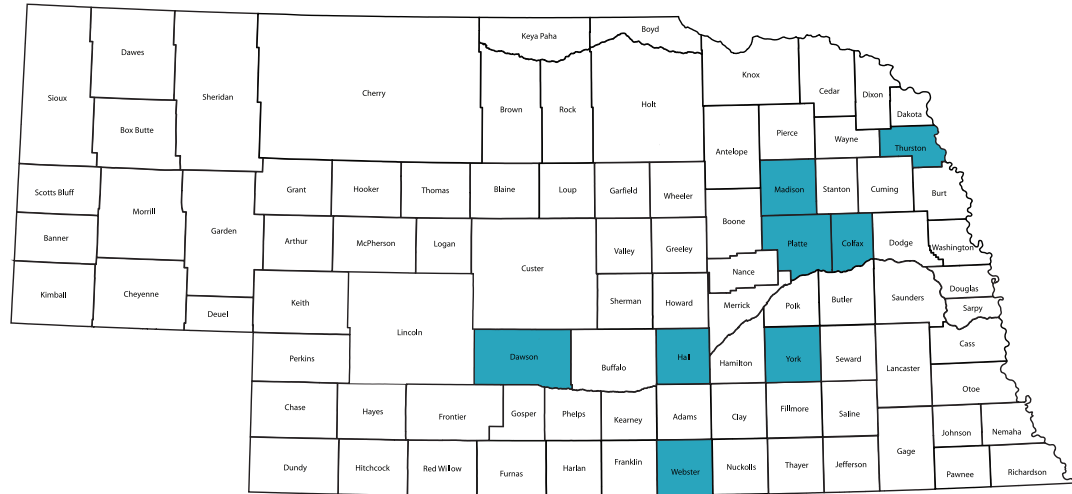 Keya Paha
Boyd
Dawes
Knox
Cedar
Dixon
Sioux
Sheridan
Cherry
Brown
Rock
Holt
Dakota
Box Butte
Pierce
Wayne
Thurston
Antelope
Scotts Bluff
Grant
Hooker
Thomas
Blaine
Loup
Garfield
Wheeler
Madison
Stanton
Cuming
Burt
Morrill
Garden
Boone
Banner
Arthur
McPherson
Logan
Custer
Valley
Greeley
Platte
Colfax
Dodge
Washington
Nance
Kimball
Cheyenne
Keith
Sherman
Howard
Merrick
Polk
Butler
Saunders
Douglas
Sarpy
Deuel
Lincoln
Perkins
Dawson
Buffalo
Hall
Hamilton
York
Seward
Lancaster
Cass
Otoe
Chase
Hayes
Frontier
Gosper
Phelps
Kearney
Adams
Clay
Fillmore
Saline
Johnson
Nemaha
Gage
Dundy
Hitchcock
Red Willow
Furnas
Harlan
Franklin
Webster
Nuckolls
Thayer
Jefferson
Pawnee
Richardson